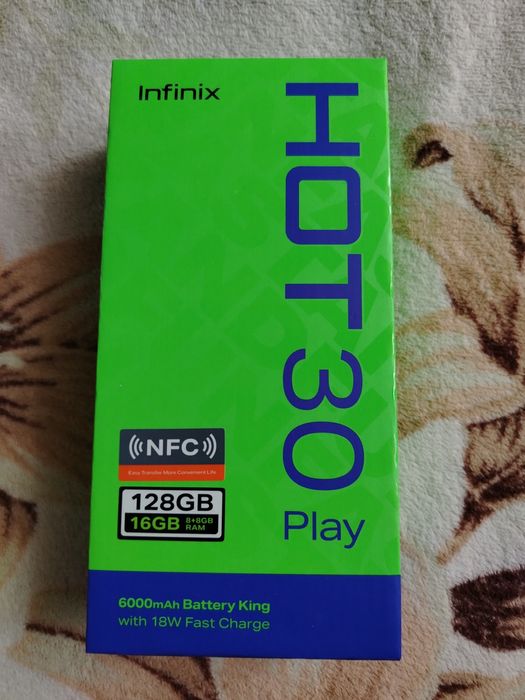 Infinix
HOT 30
Play
NFC
Easy Transfer More Convenient Life
128GB
16GB 8+8GB RAM
6000mAh Battery King
with 18W Fast Charge